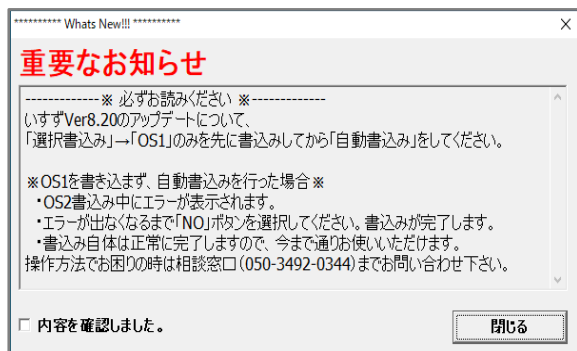 ********** Whats New!!! **********
重要なお知らせ
-------------※ 必ずお読みください ※-------------
いすずVer8.20のアップデートについて、
「選択書込み」→「OS1」のみを先に書込みしてから「自動書込み」をしてください。
※OS1を書き込まず、自動書込みを行った場合※
・OS2書込み中にエラーが表示されます。
・エラーが出なくなるまで「NO」ボタンを選択してください。書込みが完了します。
・書込み自体は正常に完了しますので、今まで通りお使いいただけます。
操作方法でお困りの時は相談窓口（050-3492-0344）までお問い合わせ下さい。
内容を確認しました。
閉じる